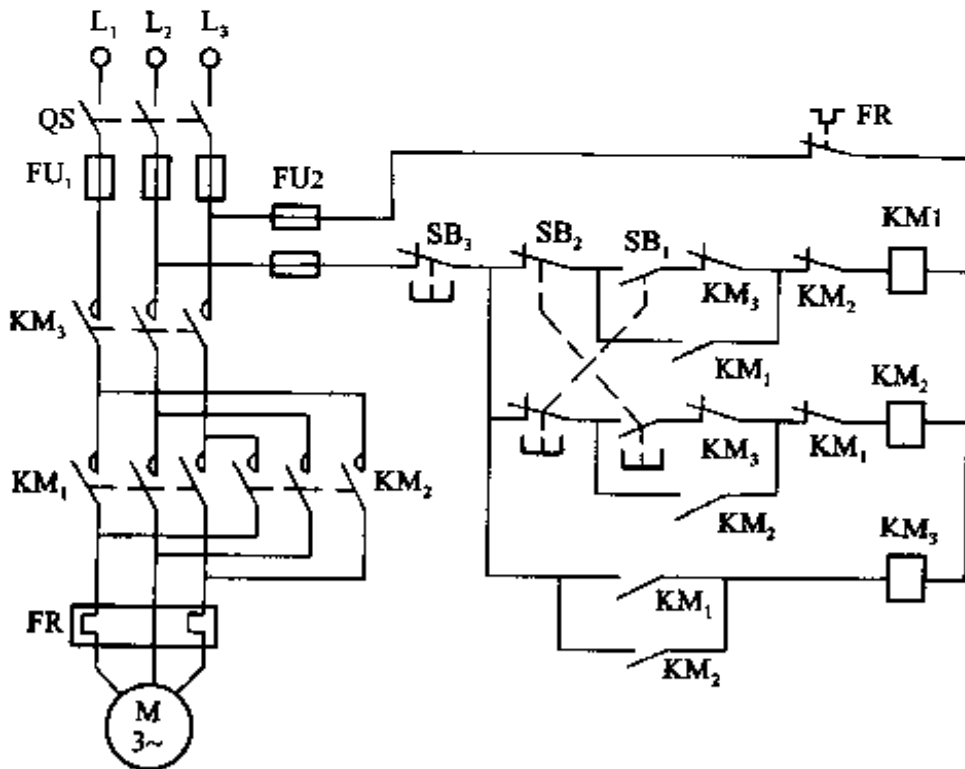 L₁ L₂ L₃
QS
FR
FU₁
FU2
KM1
SB₃
SB₂
SB₁
KM₃
KM₂
KM₃
KM₁
KM₂
KM₃
KM₁
KM₁
KM₂
KM₂
KM₃
KM₁
FR
KM₂
M
3~